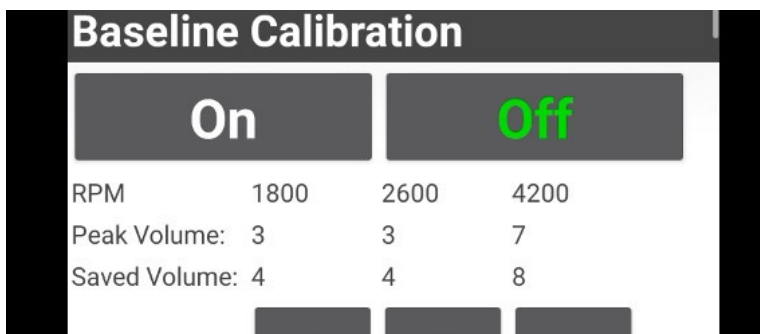 Baseline Calibration
On Off
RPM 1800 2600 4200
Peak Volume: 3 3 7
Saved Volume: 4 4 8